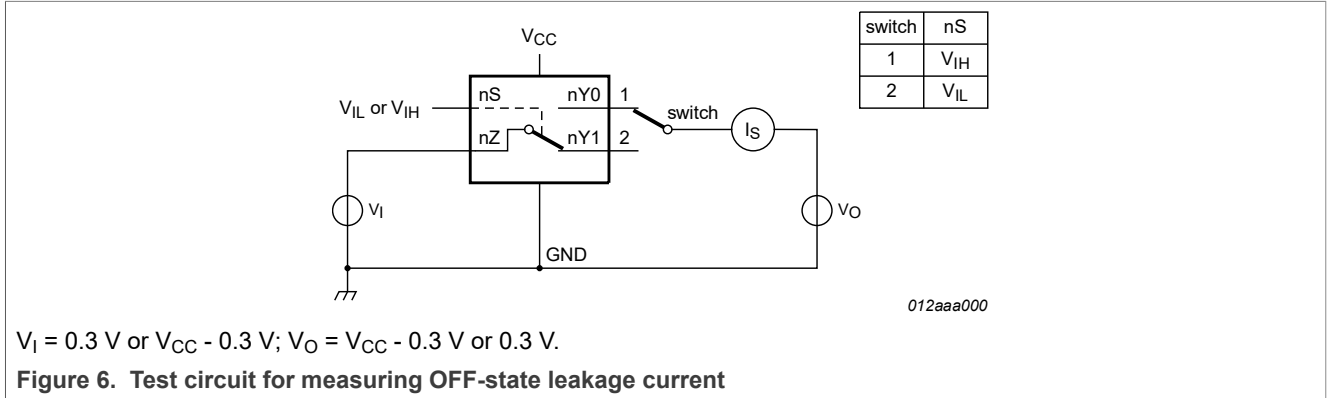 switch nS
1 VIH
2 VIL
VCC
VIL or VIH
nS nY0 1
switch
IS
nZ nY1 2
VI
VO
GND
012aaa000
VI = 0.3 V or VCC - 0.3 V; VO = VCC - 0.3 V or 0.3 V.
Figure 6. Test circuit for measuring OFF-state leakage current